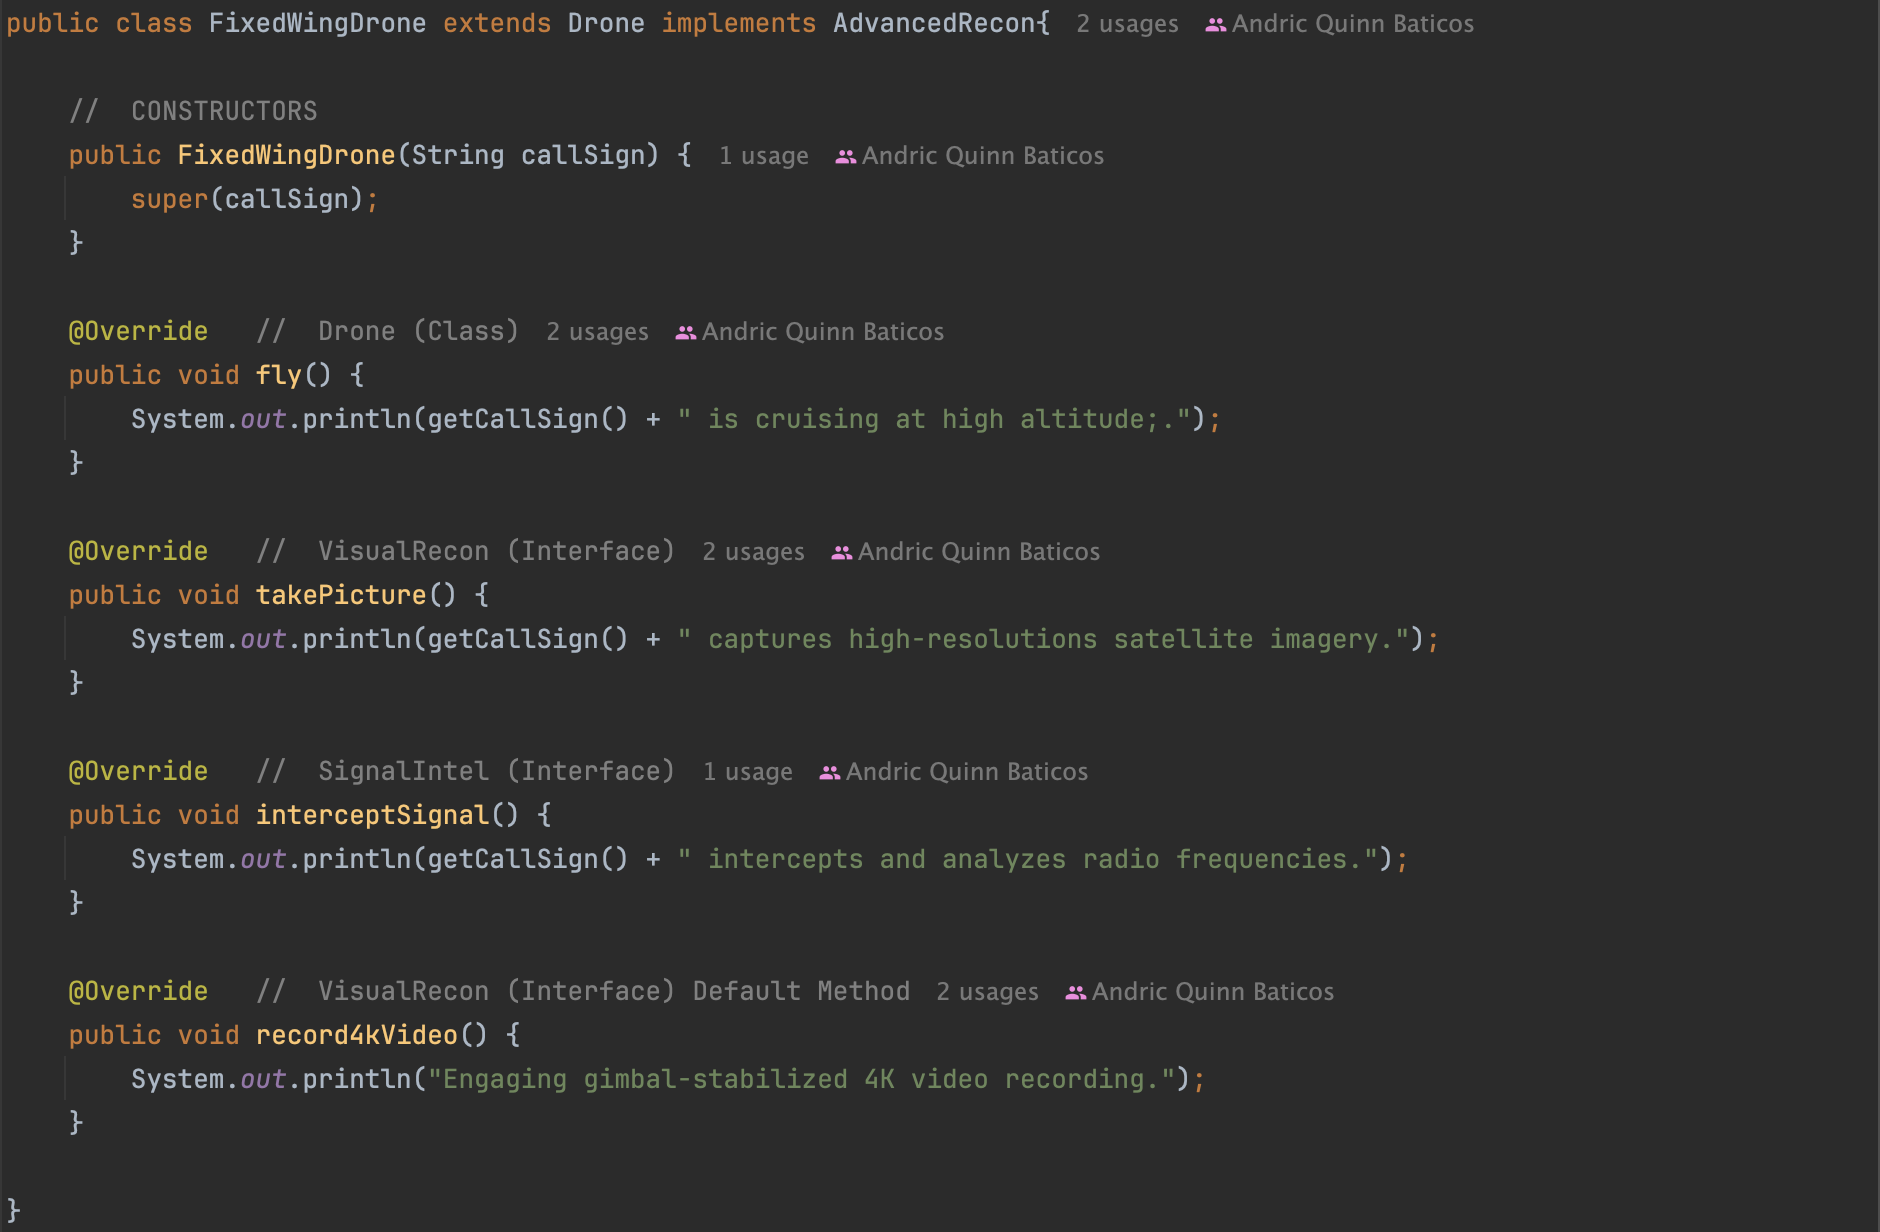 public class FixedWingDrone extends Drone implements AdvancedRecon{ 2 usages Andric Quinn Baticos
// CONSTRUCTORS
public FixedWingDrone(String callSign) { 1 usage Andric Quinn Baticos
super(callSign);
}
@Override // Drone (Class) 2 usages Andric Quinn Baticos
public void fly() {
System.out.println(getCallSign() + " is cruising at high altitude;.");
}
@Override // VisualRecon (Interface) 2 usages Andric Quinn Baticos
public void takePicture() {
System.out.println(getCallSign() + " captures high-resolutions satellite imagery.");
}
@Override // SignalIntel (Interface) 1 usage Andric Quinn Baticos
public void interceptSignal() {
System.out.println(getCallSign() + " intercepts and analyzes radio frequencies.");
}
@Override // VisualRecon (Interface) Default Method 2 usages Andric Quinn Baticos
public void record4kVideo() {
System.out.println("Engaging gimbal-stabilized 4K video recording.");
}
}